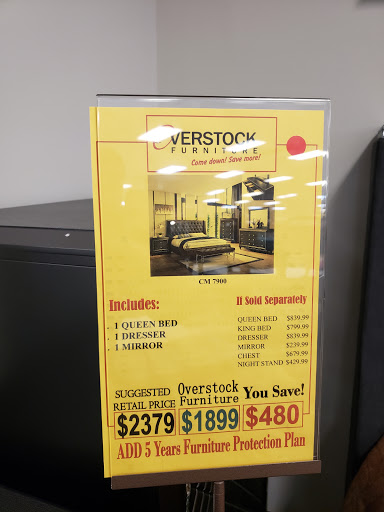 OVERSTOCK
FURNITURE
Come down! Save more!
CM 7900
Includes:
. 1 QUEEN BED
. 1 DRESSER
. 1 MIRROR
If Sold Separately
QUEEN BED $839.99
KING BED $799.99
DRESSER $839.99
MIRROR $239.99
CHEST $679.99
NIGHT STAND $429.99
SUGGESTED
RETAIL PRICE
$2379
Overstock
Furniture
$1899
You Save!
$480
ADD 5 Years Furniture Protection Plan